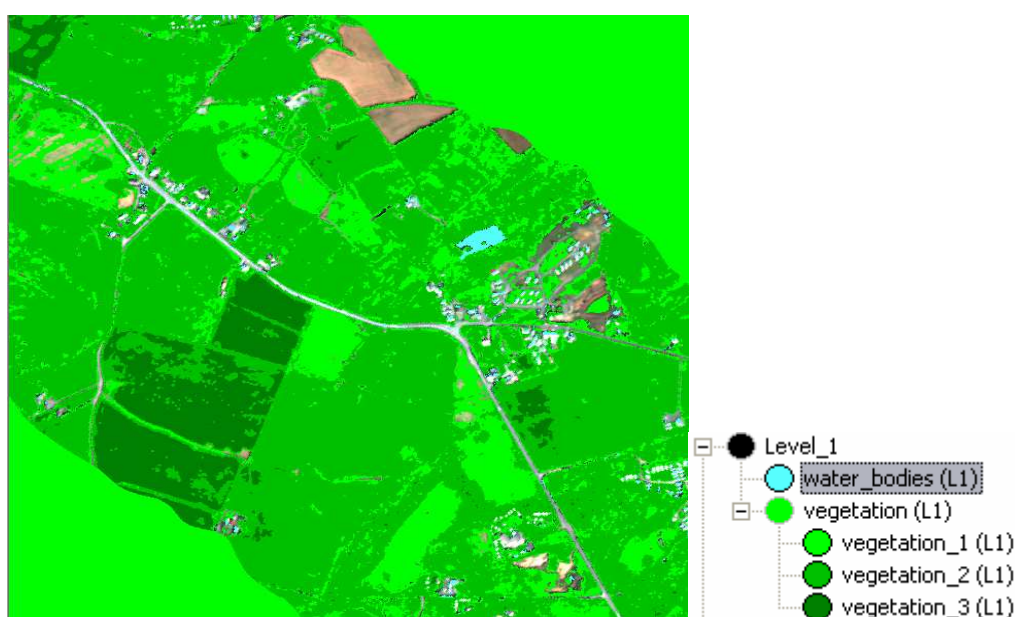 Level_1
water_bodies (L1)
vegetation (L1)
vegetation_1 (L1)
vegetation_2 (L1)
vegetation_3 (L1)